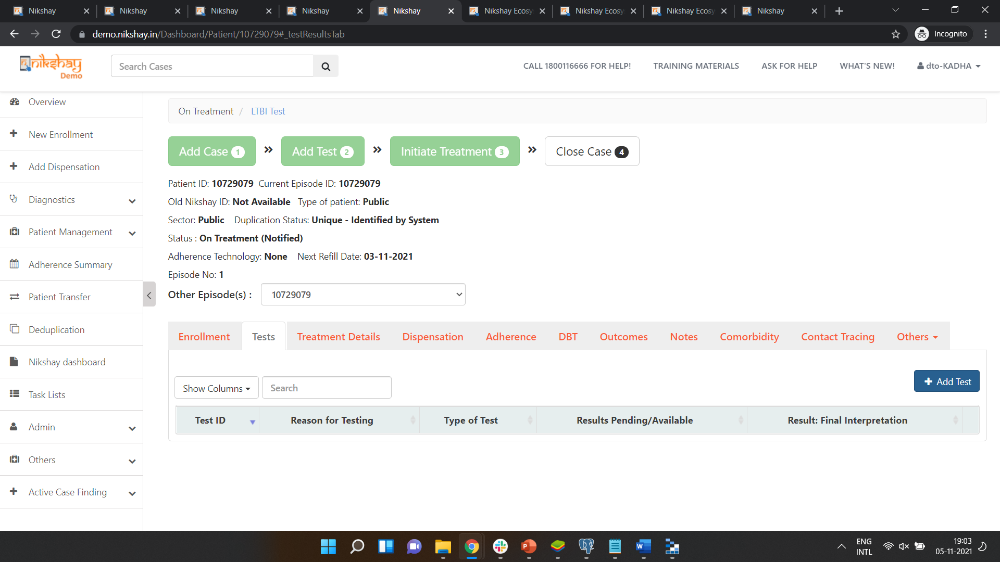 Nikshay
Nikshay
Nikshay
Nikshay
Nikshay
Nikshay Ecosy
Nikshay Ecosy
Nikshay Ecosy
Nikshay
demo.nikshay.in/Dashboard/Patient/10729079#_testResultsTab
Incognito
nikshay
Demo
Search Cases
CALL 1800116666 FOR HELP!
TRAINING MATERIALS
ASK FOR HELP
WHAT'S NEW!
dto-KADHA
Overview
New Enrollment
Add Dispensation
Diagnostics
Patient Management
Adherence Summary
Patient Transfer
Deduplication
Nikshay dashboard
Task Lists
Admin
Others
Active Case Finding
On Treatment / LTBI Test
Add Case 1 » Add Test 2 » Initiate Treatment 3 » Close Case 4
Patient ID: 10729079 Current Episode ID: 10729079
Old Nikshay ID: Not Available Type of patient: Public
Sector: Public Duplication Status: Unique - Identified by System
Status : On Treatment (Notified)
Adherence Technology: None Next Refill Date: 03-11-2021
Episode No: 1
Other Episode(s) : 10729079
Enrollment Tests Treatment Details Dispensation Adherence DBT Outcomes Notes Comorbidity Contact Tracing Others
Show Columns Search
+ Add Test
Test ID Reason for Testing Type of Test Results Pending/Available Result: Final Interpretation
ENG
INTL
19:03
05-11-2021